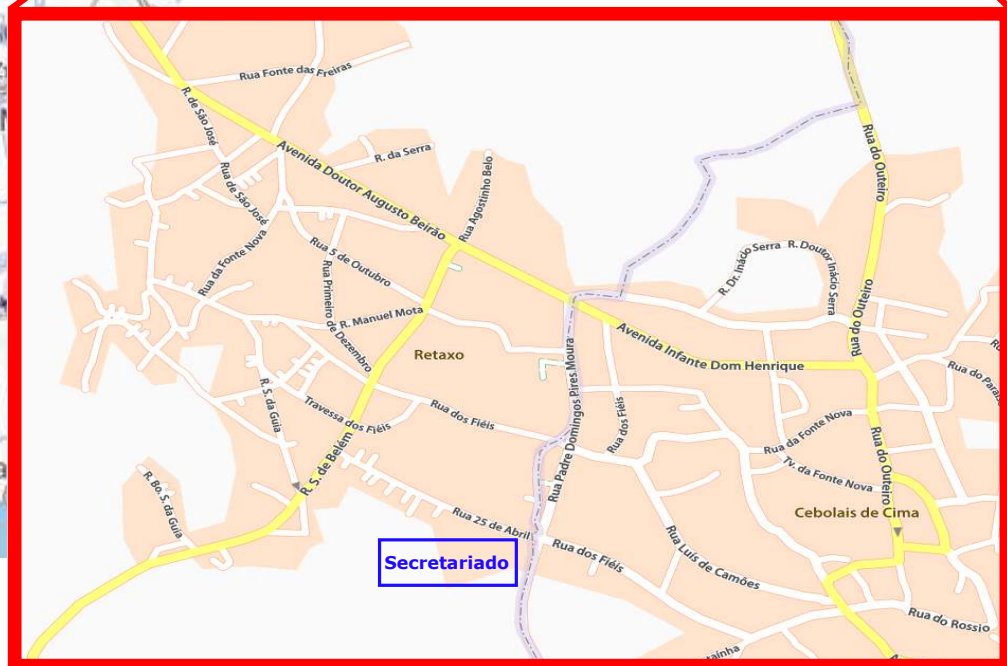 Rua Fonte das Freiras
R. de São José
Avenida Doutor Augusto Beirão
R. da Serra
Rua Agostinho Belo
Rua do Outeiro
Rua de São José
Rua da Fonte Nova
Rua 5 de Outubro
Rua Primeiro de Dezembro
R. Dr. Inácio Serra
R. Doutor Inácio Serra
Rua do Outeiro
R. Manuel Mota
Retaxo
Avenida Infante Dom Henrique
Rua Padre Domingos Pires Moura
R. S. da Guia
Travessa dos Fiéis
Rua dos Fiéis
Rua dos Fiéis
Rua da Fonte Nova
Tv. da Fonte Nova
Rua do Outeiro
R. S. de Belém
R. Bo. S. da Guia
Rua 25 de Abril
Cebolais de Cima
Secretariado
Rua dos Fiéis
Rua Luís de Camões
Rua do Rossio